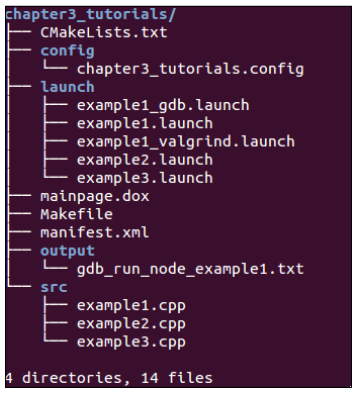 chapter3_tutorials/
├── CMakeLists.txt
├── config
│   └── chapter3_tutorials.config
├── launch
│   ├── example1_gdb.launch
│   ├── example1.launch
│   ├── example1_valgrind.launch
│   ├── example2.launch
│   └── example3.launch
├── mainpage.dox
├── Makefile
├── manifest.xml
├── output
│   └── gdb_run_node_example1.txt
└── src
    ├── example1.cpp
    ├── example2.cpp
    └── example3.cpp
4 directories, 14 files